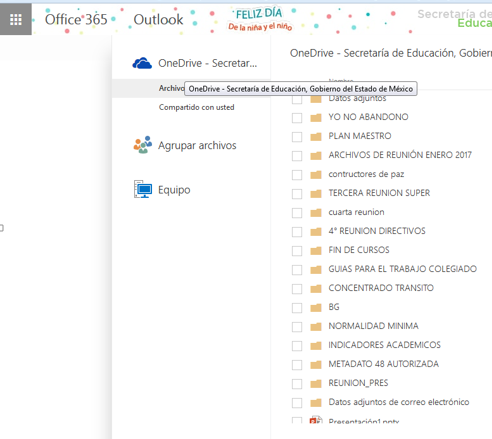 Office 365
Outlook
FELIZ DÍA
De la niña y el niño
Secretaría de
Educa
OneDrive - Secretar...
OneDrive - Secretaría de Educación, Gobier
Archivo
OneDrive - Secretaría de Educación, Gobierno del Estado de México
Compartido con usted
Agrupar archivos
Equipo
Nombre
Datos adjuntos
YO NO ABANDONO
PLAN MAESTRO
ARCHIVOS DE REUNIÓN ENERO 2017
contructores de paz
TERCERA REUNION SUPER
cuarta reunion
4° REUNION DIRECTIVOS
FIN DE CURSOS
GUIAS PARA EL TRABAJO COLEGIADO
CONCENTRADO TRANSITO
BG
NORMALIDAD MINIMA
INDICADORES ACADEMICOS
METADATO 48 AUTORIZADA
REUNION_PRES
Datos adjuntos de correo electrónico
Presentación1.pptx